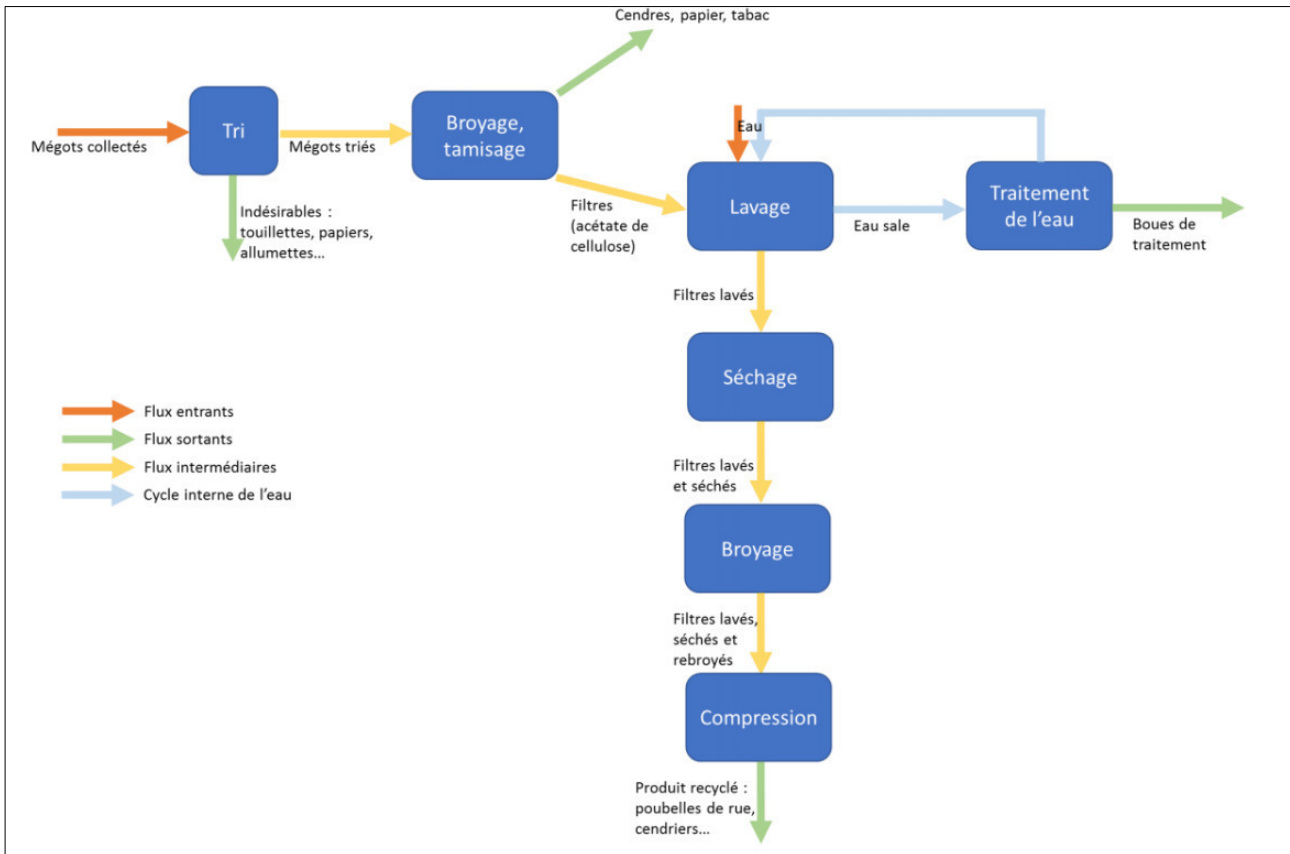 Cendres, papier, tabac
Tri
Broyage,
tamisage
Mégots collectés
Mégots triés
Eau
Indésirables :
touillettes, papiers,
allumettes...
Filtres
(acétate de
cellulose)
Lavage
Eau sale
Traitement
de l'eau
Boues de
traitement
Filtres lavés
Séchage
Flux entrants
Flux sortants
Flux intermédiaires
Cycle interne de l'eau
Filtres lavés
et séchés
Broyage
Filtres lavés,
séchés et
rebroyés
Compression
Produit recyclé :
poubelles de rue,
cendriers...